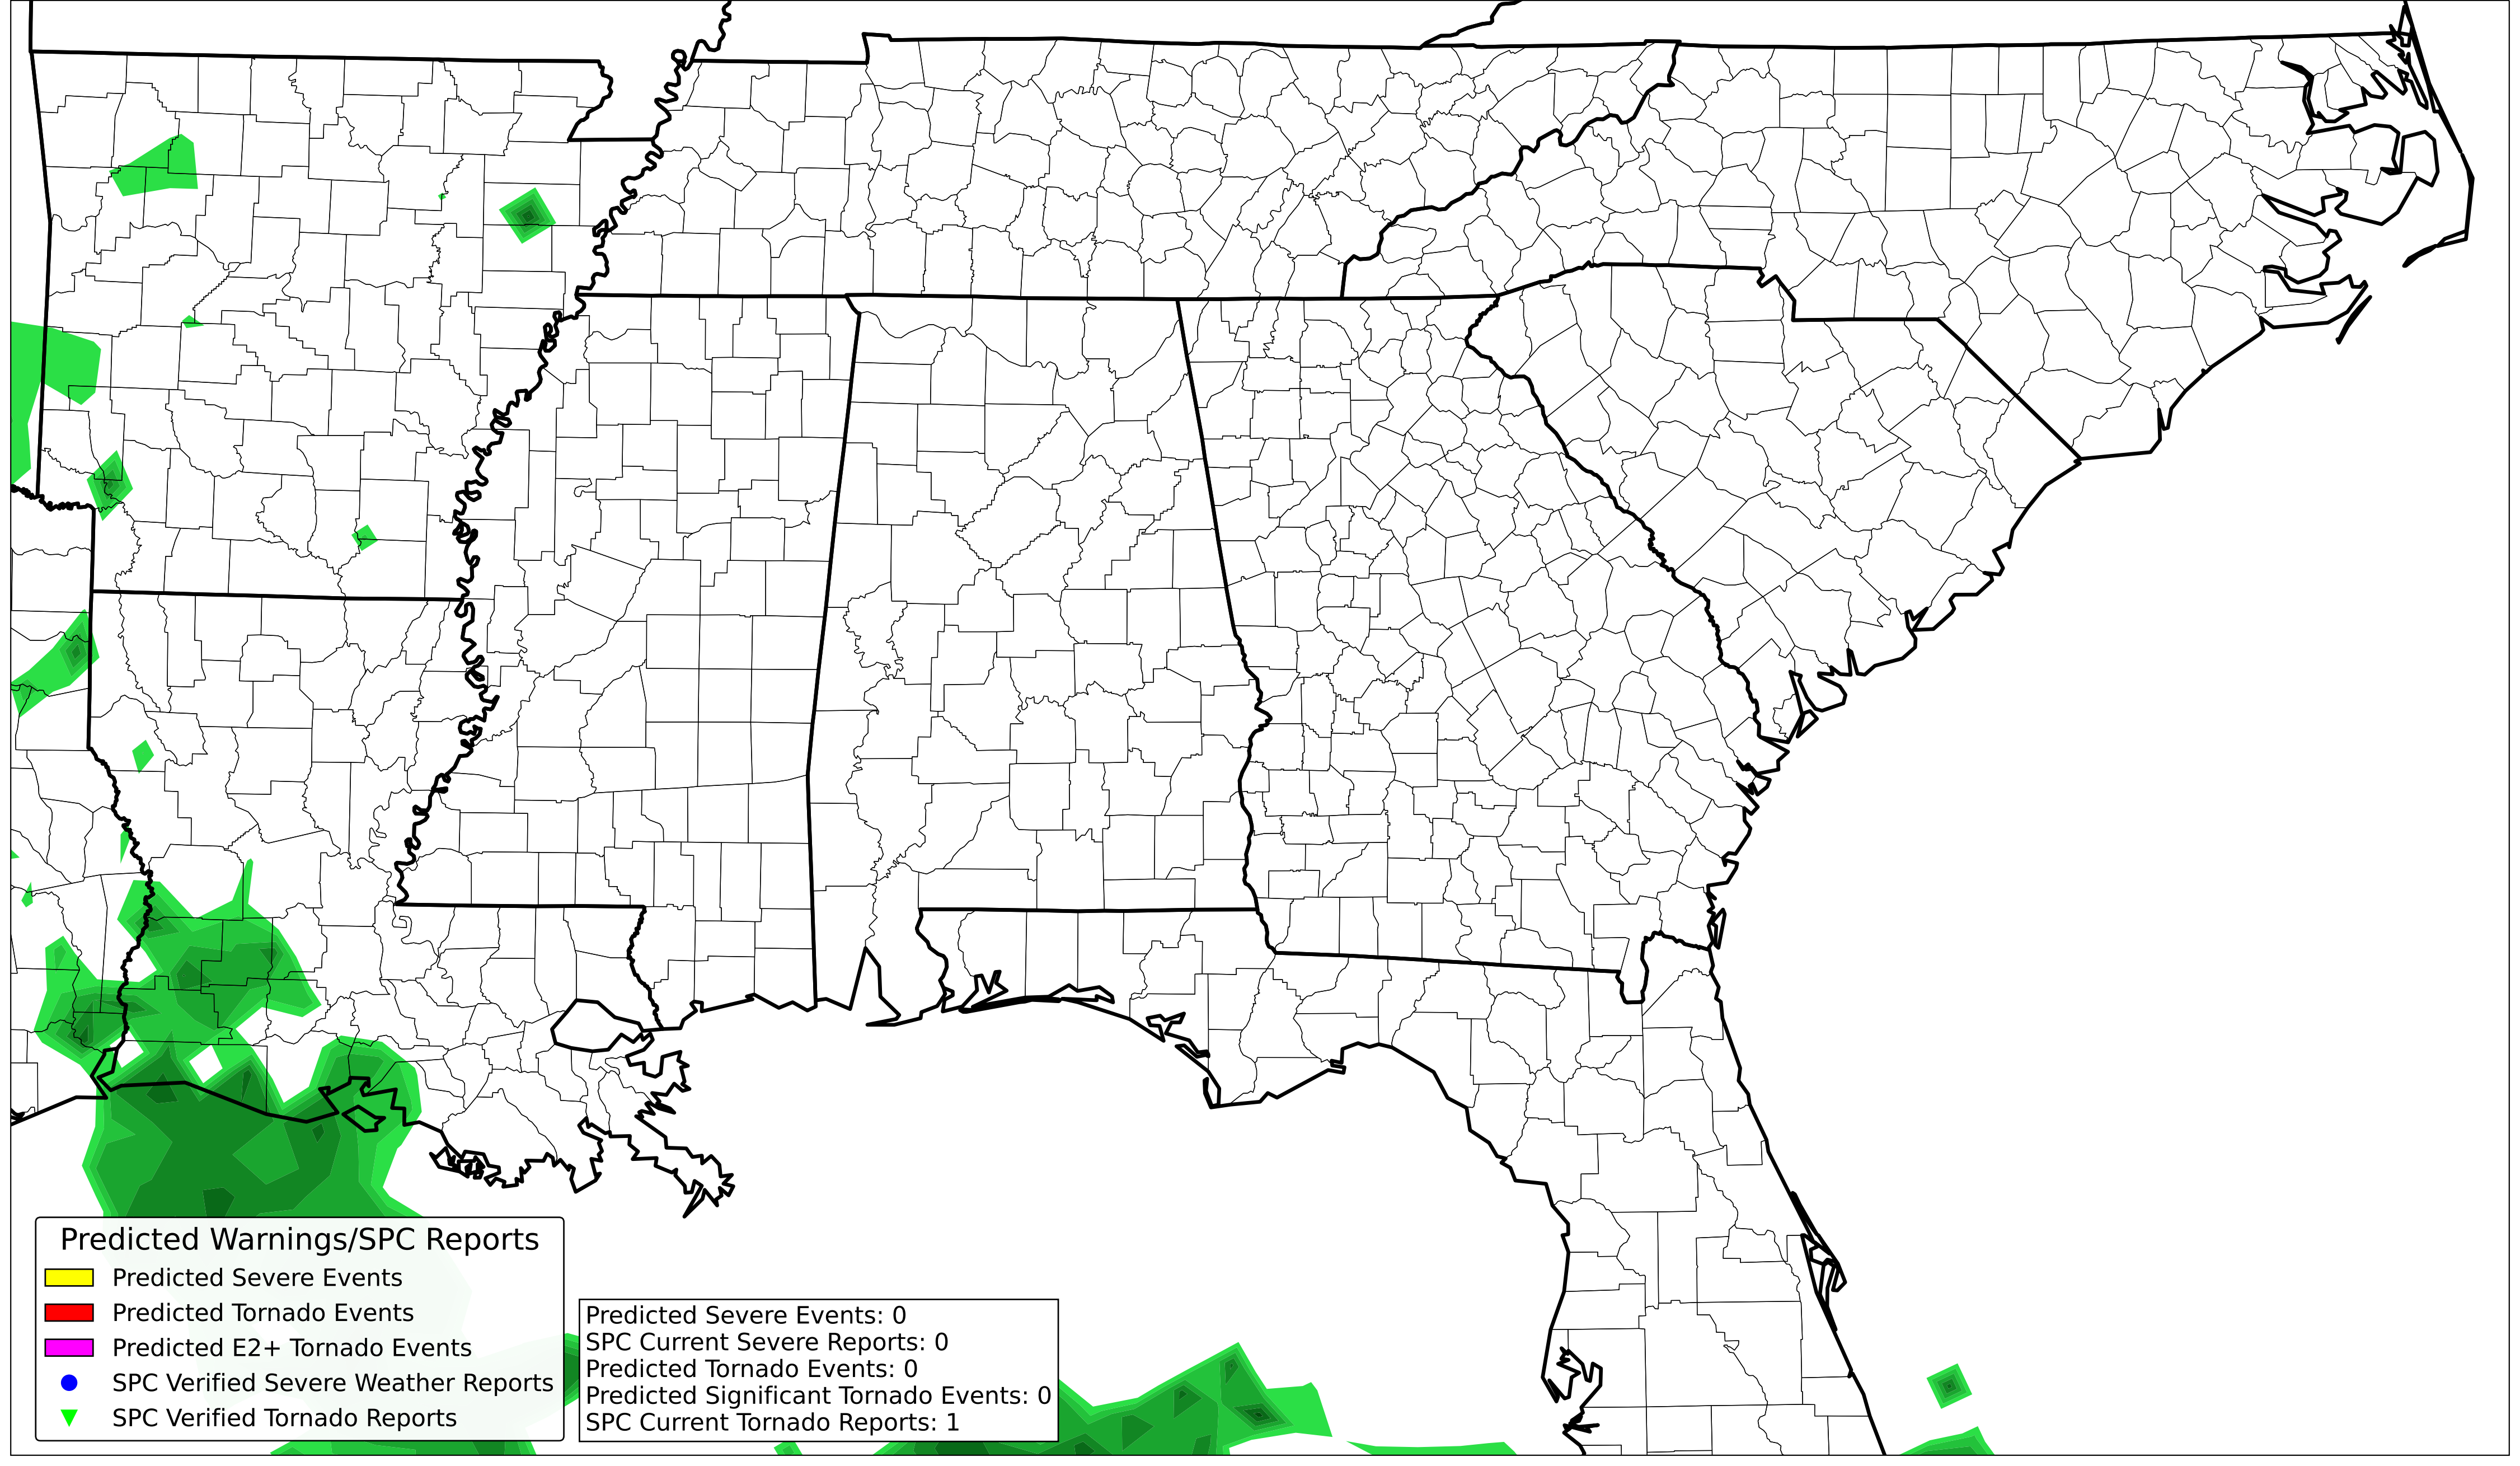 Predicted Warnings/SPC Reports
Predicted Severe Events
Predicted Tornado Events
Predicted E2+ Tornado Events
SPC Verified Severe Weather Reports
SPC Verified Tornado Reports
Predicted Severe Events: 0
SPC Current Severe Reports: 0
Predicted Tornado Events: 0
Predicted Significant Tornado Events: 0
SPC Current Tornado Reports: 1